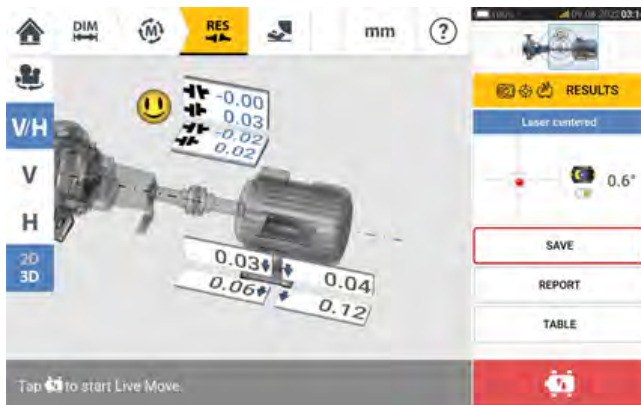 DIM
M
RES
mm
?
100%
09.08.2022 03:1
RESULTS
V/H
-0.00
0.03
-0.02
0.02
Laser centered
V
0.6°
H
2D
3D
0.03
0.04
0.06
0.12
SAVE
REPORT
TABLE
Tap to start Live Move.